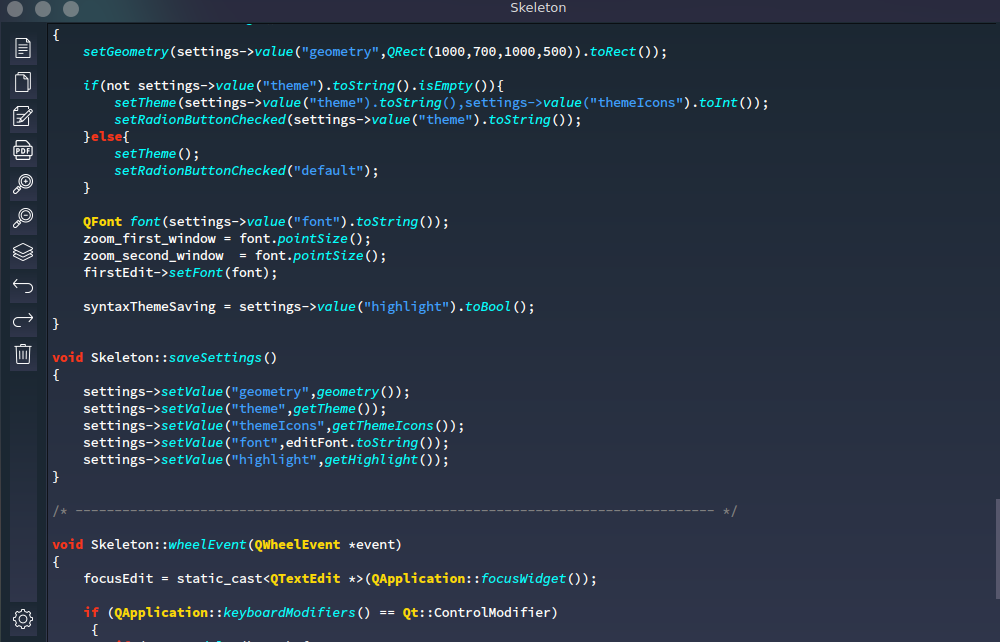 Skeleton
{
    setGeometry(settings->value("geometry",QRect(1000,700,1000,500)).toRect());
    if(not settings->value("theme").toString().isEmpty()){
        setTheme(settings->value("theme").toString(),settings->value("themeIcons").toInt());
        setRadionButtonChecked(settings->value("theme").toString());
    }else{
        setTheme();
        setRadionButtonChecked("default");
    }
PDF
    QFont font(settings->value("font").toString());
    zoom_first_window = font.pointSize();
    zoom_second_window  = font.pointSize();
    firstEdit->setFont(font);
    syntaxThemeSaving = settings->value("highlight").toBool();
}
void Skeleton::saveSettings()
{
    settings->setValue("geometry",geometry());
    settings->setValue("theme",getTheme());
    settings->setValue("themeIcons",getThemeIcons());
    settings->setValue("font",editFont.toString());
    settings->setValue("highlight",getHighlight());
}
/* ---------------------------------------------------------------------------------- */
void Skeleton::wheelEvent(QWheelEvent *event)
{
    focusEdit = static_cast<QTextEdit *>(QApplication::focusWidget());
    if (QApplication::keyboardModifiers() == Qt::ControlModifier)
     {